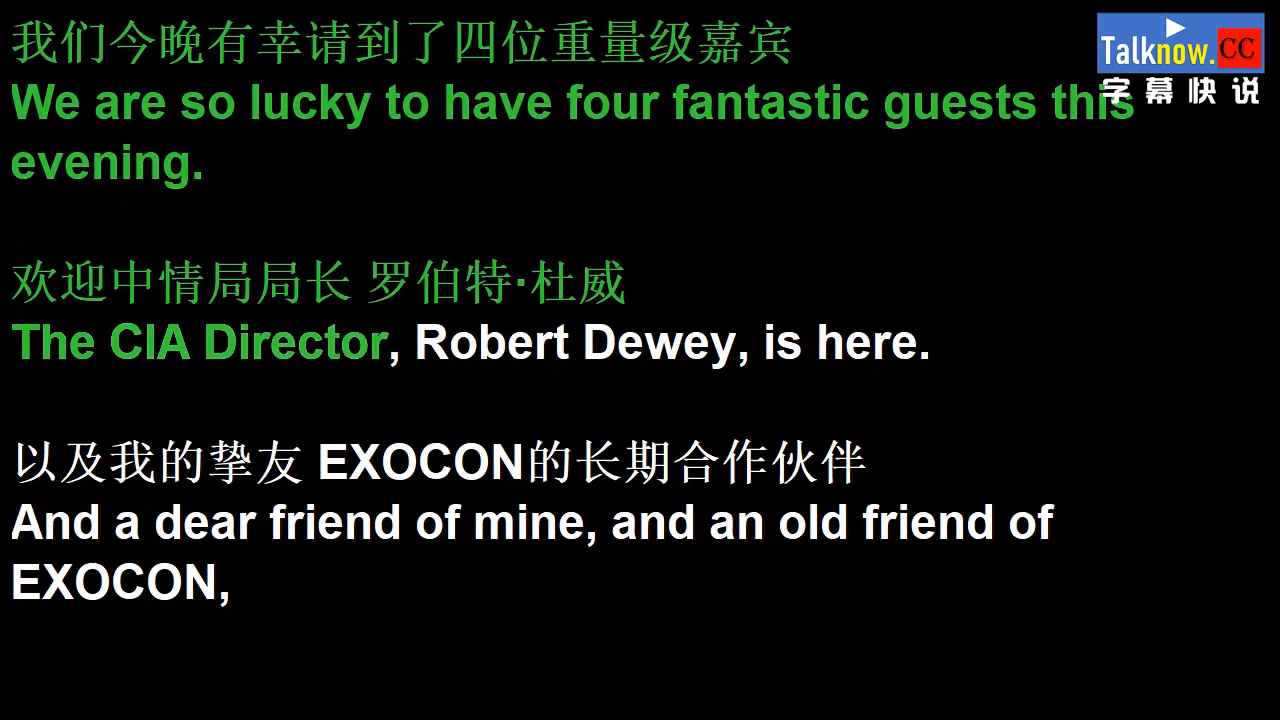 我们今晚有幸请到了四位重量级嘉宾
We are so lucky to have four fantastic guests this
evening.
欢迎中情局局长 罗伯特·杜威
The CIA Director, Robert Dewey, is here.
以及我的挚友 EXOCON的长期合作伙伴
And a dear friend of mine, and an old friend of
EXOCON,
Talknow.CC
字幕快说